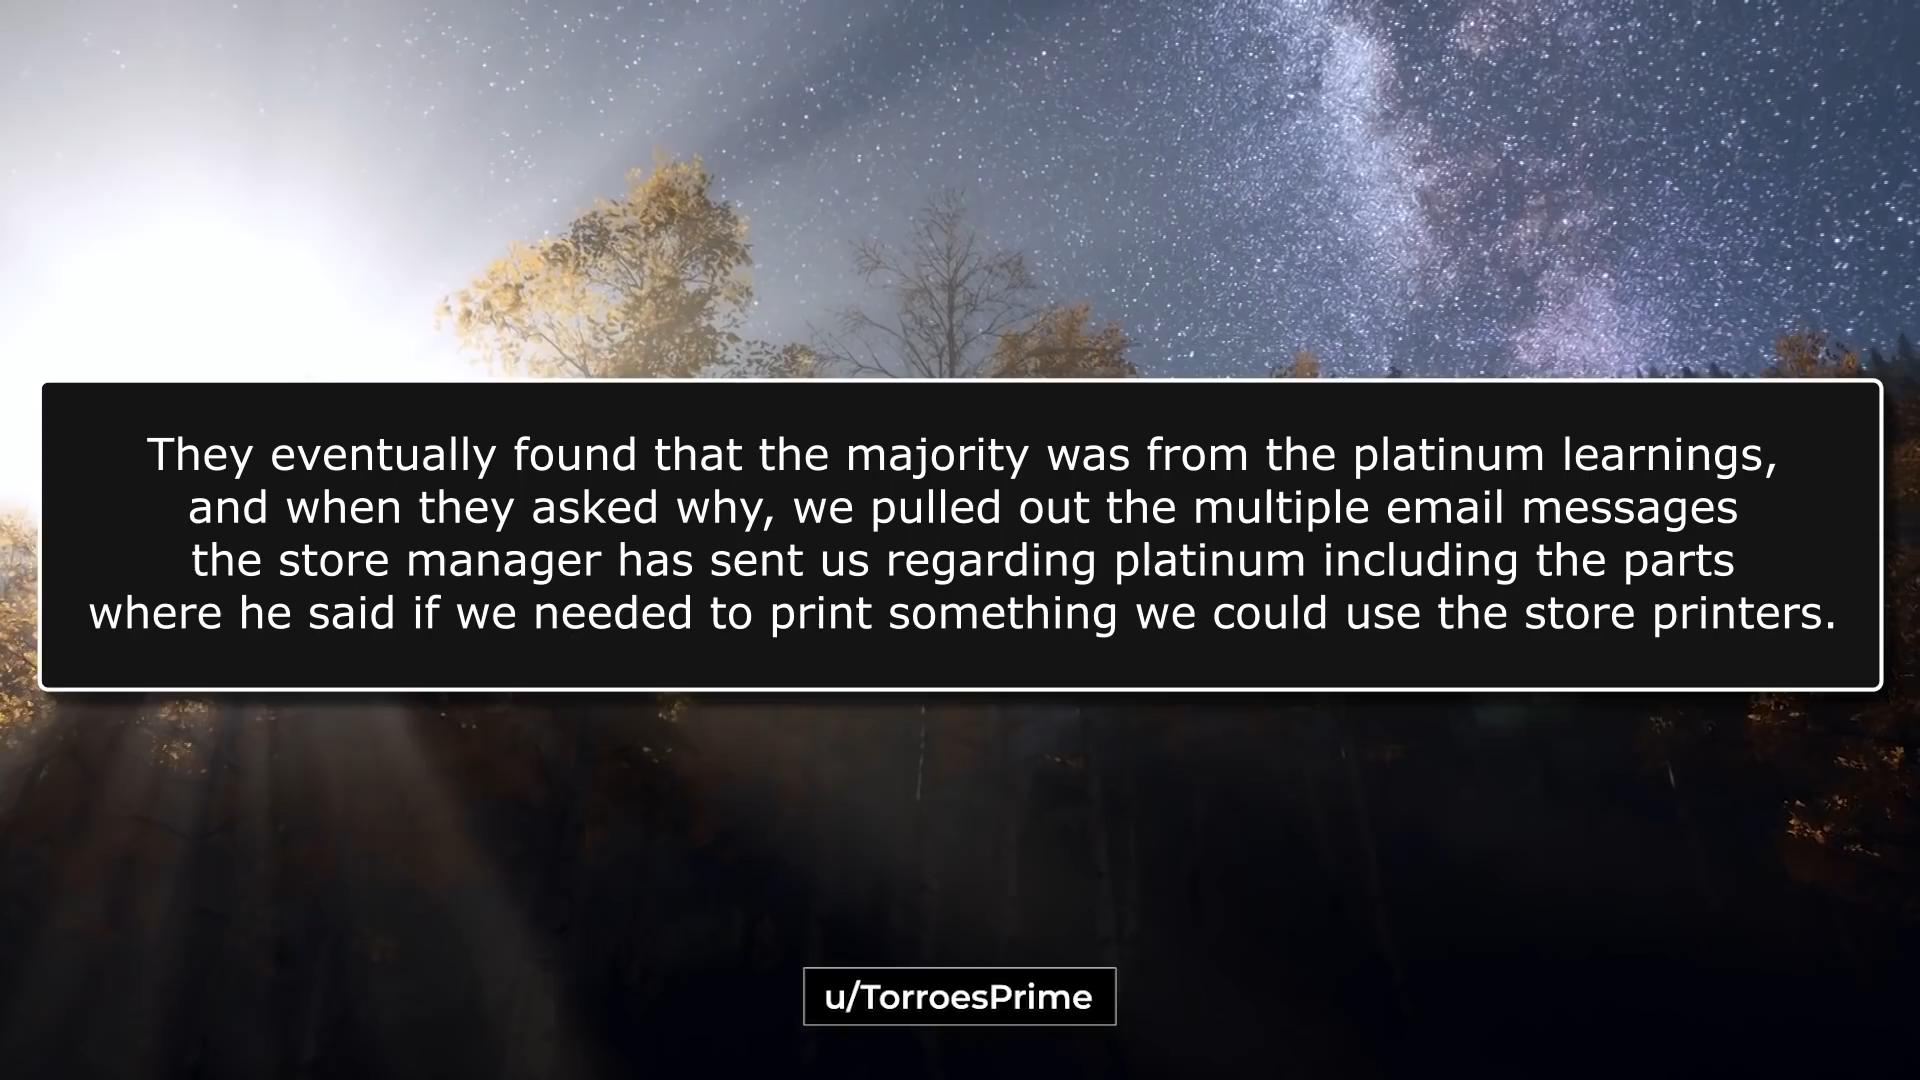 They eventually found that the majority was from the platinum learnings,
and when they asked why, we pulled out the multiple email messages
the store manager has sent us regarding platinum including the parts
where he said if we needed to print something we could use the store printers.
u/TorroesPrime